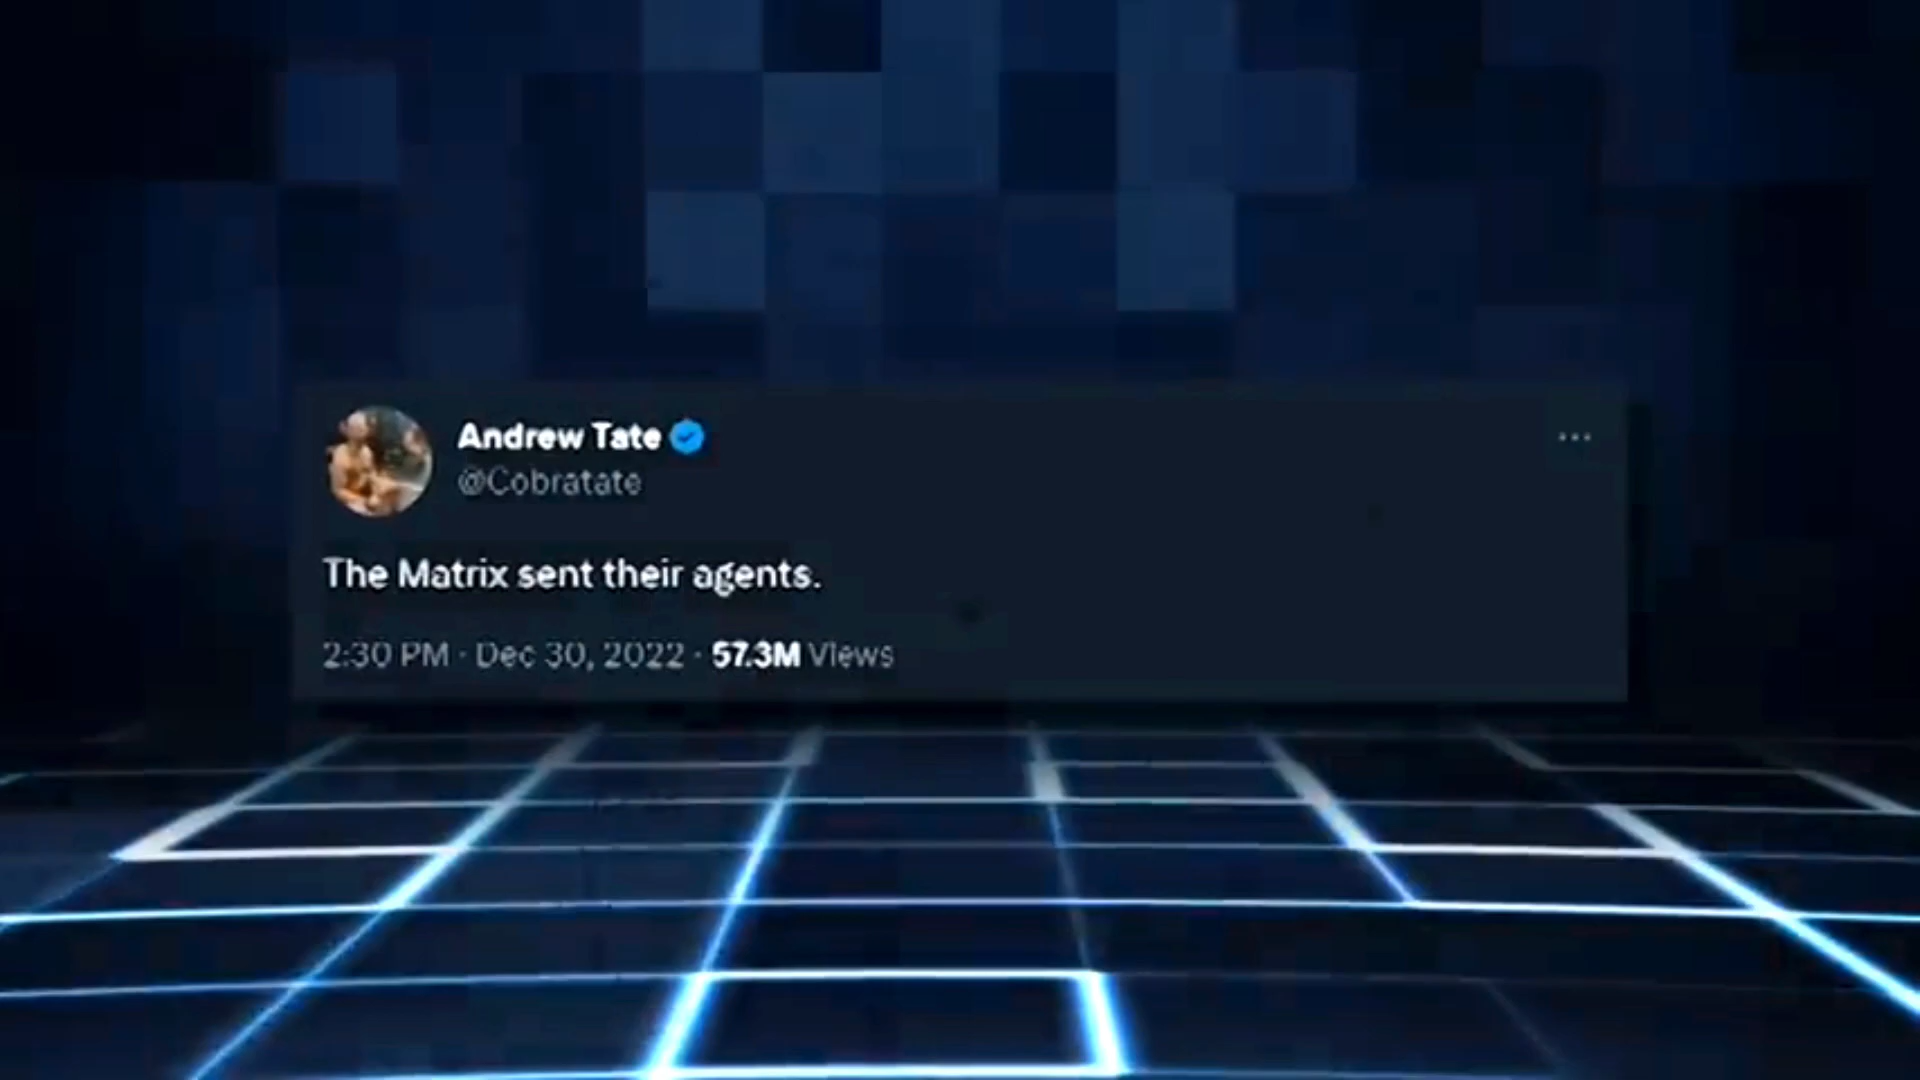 Andrew Tate
@Cobratate
The Matrix sent their agents.
2:30 PM · Dec 30, 2022 · 57.3M Views